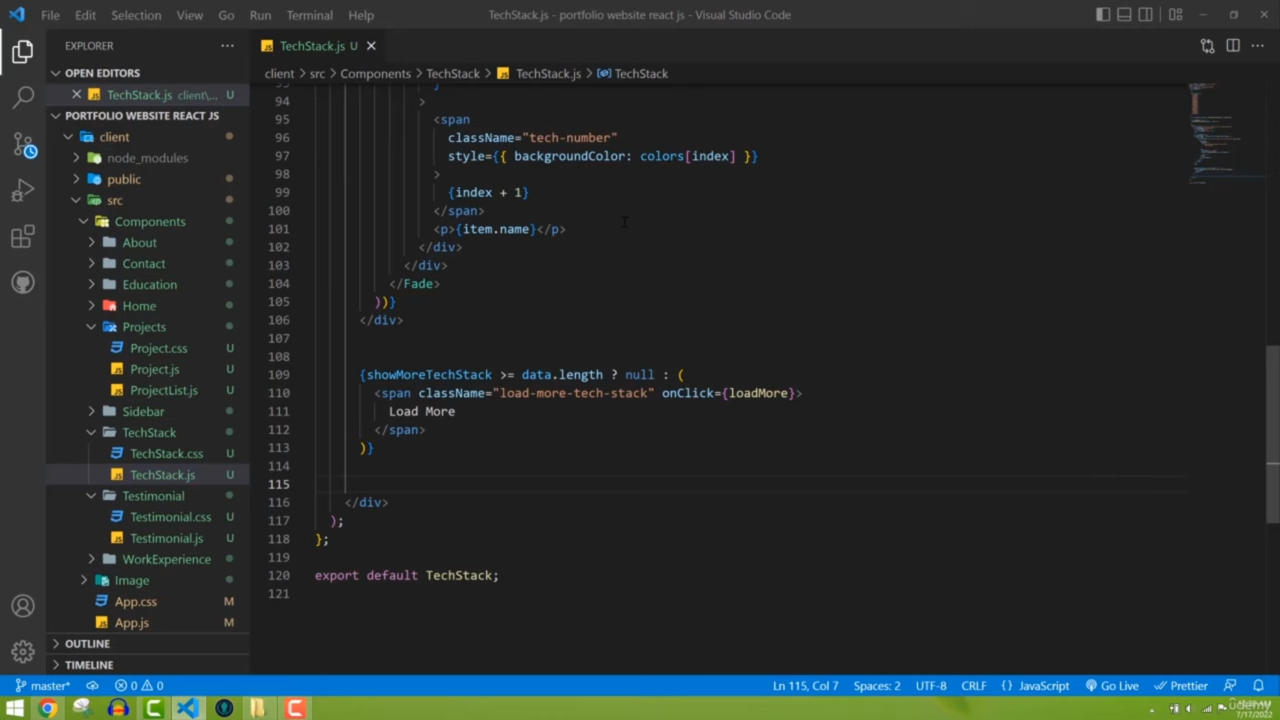 File Edit Selection View Go Run Terminal Help
TechStack.js - portfolio website react js - Visual Studio Code
EXPLORER
OPEN EDITORS
TechStack.js client\... U
PORTFOLIO WEBSITE REACT JS
client
node_modules
public
src
Components
About
Contact
Education
Home
Projects
Project.css U
Project.js U
ProjectList.js U
Sidebar
TechStack
TechStack.css U
TechStack.js U
Testimonial
Testimonial.css U
Testimonial.js U
WorkExperience
Image
App.css M
App.js M
OUTLINE
TIMELINE
TechStack.js U
client > src > Components > TechStack > TechStack.js > TechStack
94 >
95 <span
96 className="tech-number"
97 style={{ backgroundColor: colors[index] }}
98 >
99 {index + 1}
100 </span>
101 <p>{item.name}</p>
102 </div>
103 </div>
104 </Fade>
105 ))}
106 </div>
107
108
109 {showMoreTechStack >= data.length ? null : (
110 <span className="load-more-tech-stack" onClick={loadMore}>
111 Load More
112 </span>
113 )}
114
115
116 </div>
117 );
118 };
119
120 export default TechStack;
121
master* 0 0 Ln 115, Col 7 Spaces: 2 UTF-8 CRLF {} JavaScript Go Live Prettier
7/17/2022
udemy